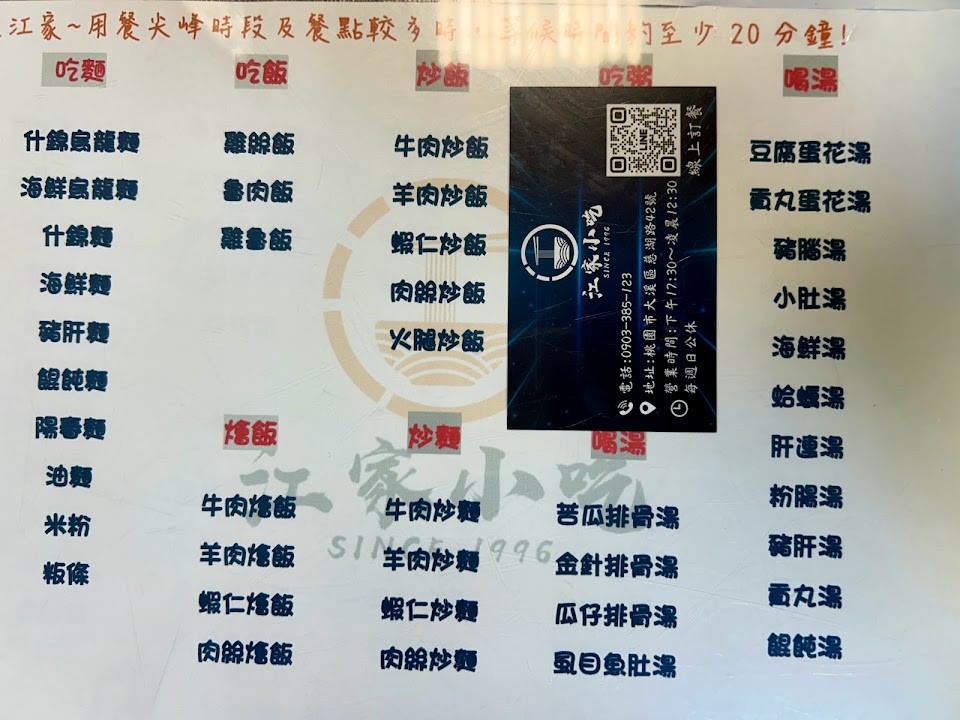 江家~用餐尖峰時段及餐點較多時，等候時間約至少20分鐘!
吃麵
什錦烏龍麵
海鮮烏龍麵
什錦麵
海鮮麵
豬肝麵
餛飩麵
陽春麵
油麵
米粉
粄條
吃飯
雞絲飯
魯肉飯
雞魯飯
燴飯
牛肉燴飯
羊肉燴飯
蝦仁燴飯
肉絲燴飯
炒飯
牛肉炒飯
羊肉炒飯
蝦仁炒飯
肉絲炒飯
火腿炒飯
炒麵
牛肉炒麵
羊肉炒麵
蝦仁炒麵
肉絲炒麵
吃粥
喝湯
苦瓜排骨湯
金針排骨湯
瓜仔排骨湯
虱目魚肚湯
喝湯
豆腐蛋花湯
貢丸蛋花湯
豬腦湯
小肚湯
海鮮湯
蛤蠣湯
肝連湯
粉腸湯
豬肝湯
貢丸湯
餛飩湯
江家小吃
SINCE 1996
江家小吃
SINCE 1996
LINE
線上訂餐
電話:0903-385-123
地址:桃園市大溪區慈湖路42號
營業時間:下午17:30~凌晨12:30
每週日公休